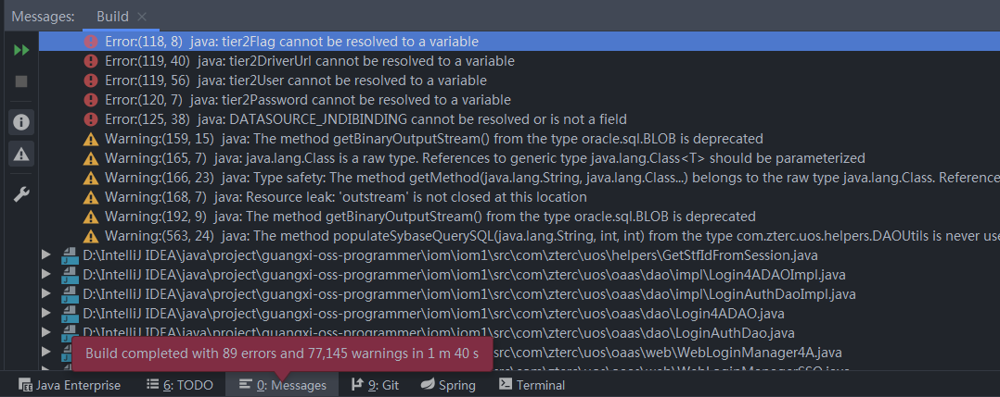 Messages: Build
Error:(118, 8) java: tier2Flag cannot be resolved to a variable
Error:(119, 40) java: tier2DriverUrl cannot be resolved to a variable
Error:(119, 56) java: tier2User cannot be resolved to a variable
Error:(120, 7) java: tier2Password cannot be resolved to a variable
Error:(125, 38) java: DATASOURCE_JNDIBINDING cannot be resolved or is not a field
Warning:(159, 15) java: The method getBinaryOutputStream() from the type oracle.sql.BLOB is deprecated
Warning:(165, 7) java: java.lang.Class is a raw type. References to generic type java.lang.Class<T> should be parameterized
Warning:(166, 23) java: Type safety: The method getMethod(java.lang.String, java.lang.Class...) belongs to the raw type java.lang.Class. Reference
Warning:(168, 7) java: Resource leak: 'outstream' is not closed at this location
Warning:(192, 9) java: The method getBinaryOutputStream() from the type oracle.sql.BLOB is deprecated
Warning:(563, 24) java: The method populateSybaseQuerySQL(java.lang.String, int, int) from the type com.zterc.uos.helpers.DAOUtils is never use
D:\IntelliJ IDEA\java\project\guangxi-oss-programmer\iom\iom1\src\com\zterc\uos\helpers\GetStfIdFromSession.java
D:\IntelliJ IDEA\java\project\guangxi-oss-programmer\iom\iom1\src\com\zterc\uos\oaas\dao\impl\Login4ADAOImpl.java
D:\IntelliJ IDEA\java\project\guangxi-oss-programmer\iom\iom1\src\com\zterc\uos\oaas\dao\impl\LoginAuthDaoImpl.java
D:\IntelliJ IDEA\java\project\guangxi-oss-programmer\iom\iom1\src\com\zterc\uos\oaas\dao\Login4ADAO.java
D:\IntelliJ IDEA\java\project\guangxi-oss-programmer\iom\iom1\src\com\zterc\uos\oaas\dao\LoginAuthDao.java
Build completed with 89 errors and 77,145 warnings in 1 m 40 s
\src\com\zterc\uos\oaas\web\WebLoginManager4A.java
\src\com\zterc\uos\oaas\web\WebLoginManagerSSO.java
Java Enterprise 6: TODO 0: Messages 9: Git Spring Terminal